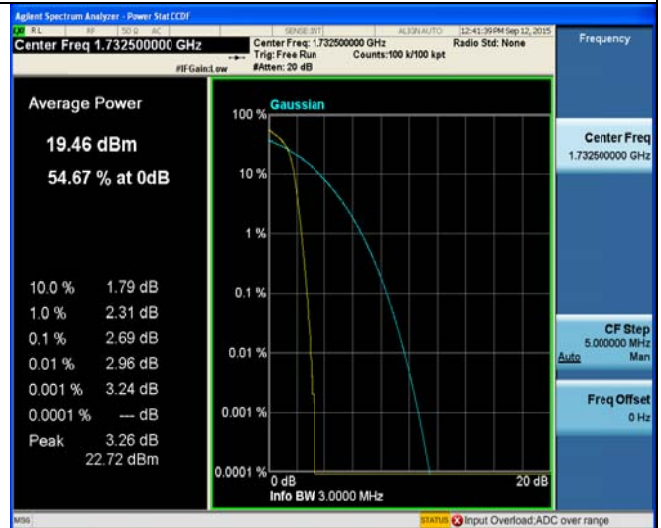 Agilent Spectrum Analyzer - Power Stat CCDF
RL RF 50 Ω AC SENSE:INT ALIGN AUTO 12:41:39PM Sep 12, 2015
Center Freq 1.732500000 GHz
Center Freq: 1.732500000 GHz Radio Std: None
Trig: Free Run Counts:100 k/100 kpt
#IFGain:Low #Atten: 20 dB
Frequency
Average Power
19.46 dBm
54.67 % at 0dB
10.0 % 1.79 dB
1.0 % 2.31 dB
0.1 % 2.69 dB
0.01 % 2.96 dB
0.001 % 3.24 dB
0.0001 % --- dB
Peak 3.26 dB
22.72 dBm
Gaussian
100 %
10 %
1 %
0.1 %
0.01 %
0.001 %
0.0001 %
0 dB 20 dB
Info BW 3.0000 MHz
Center Freq
1.732500000 GHz
CF Step
5.000000 MHz
Auto Man
Freq Offset
0 Hz
MSG STATUS Input Overload;ADC over range